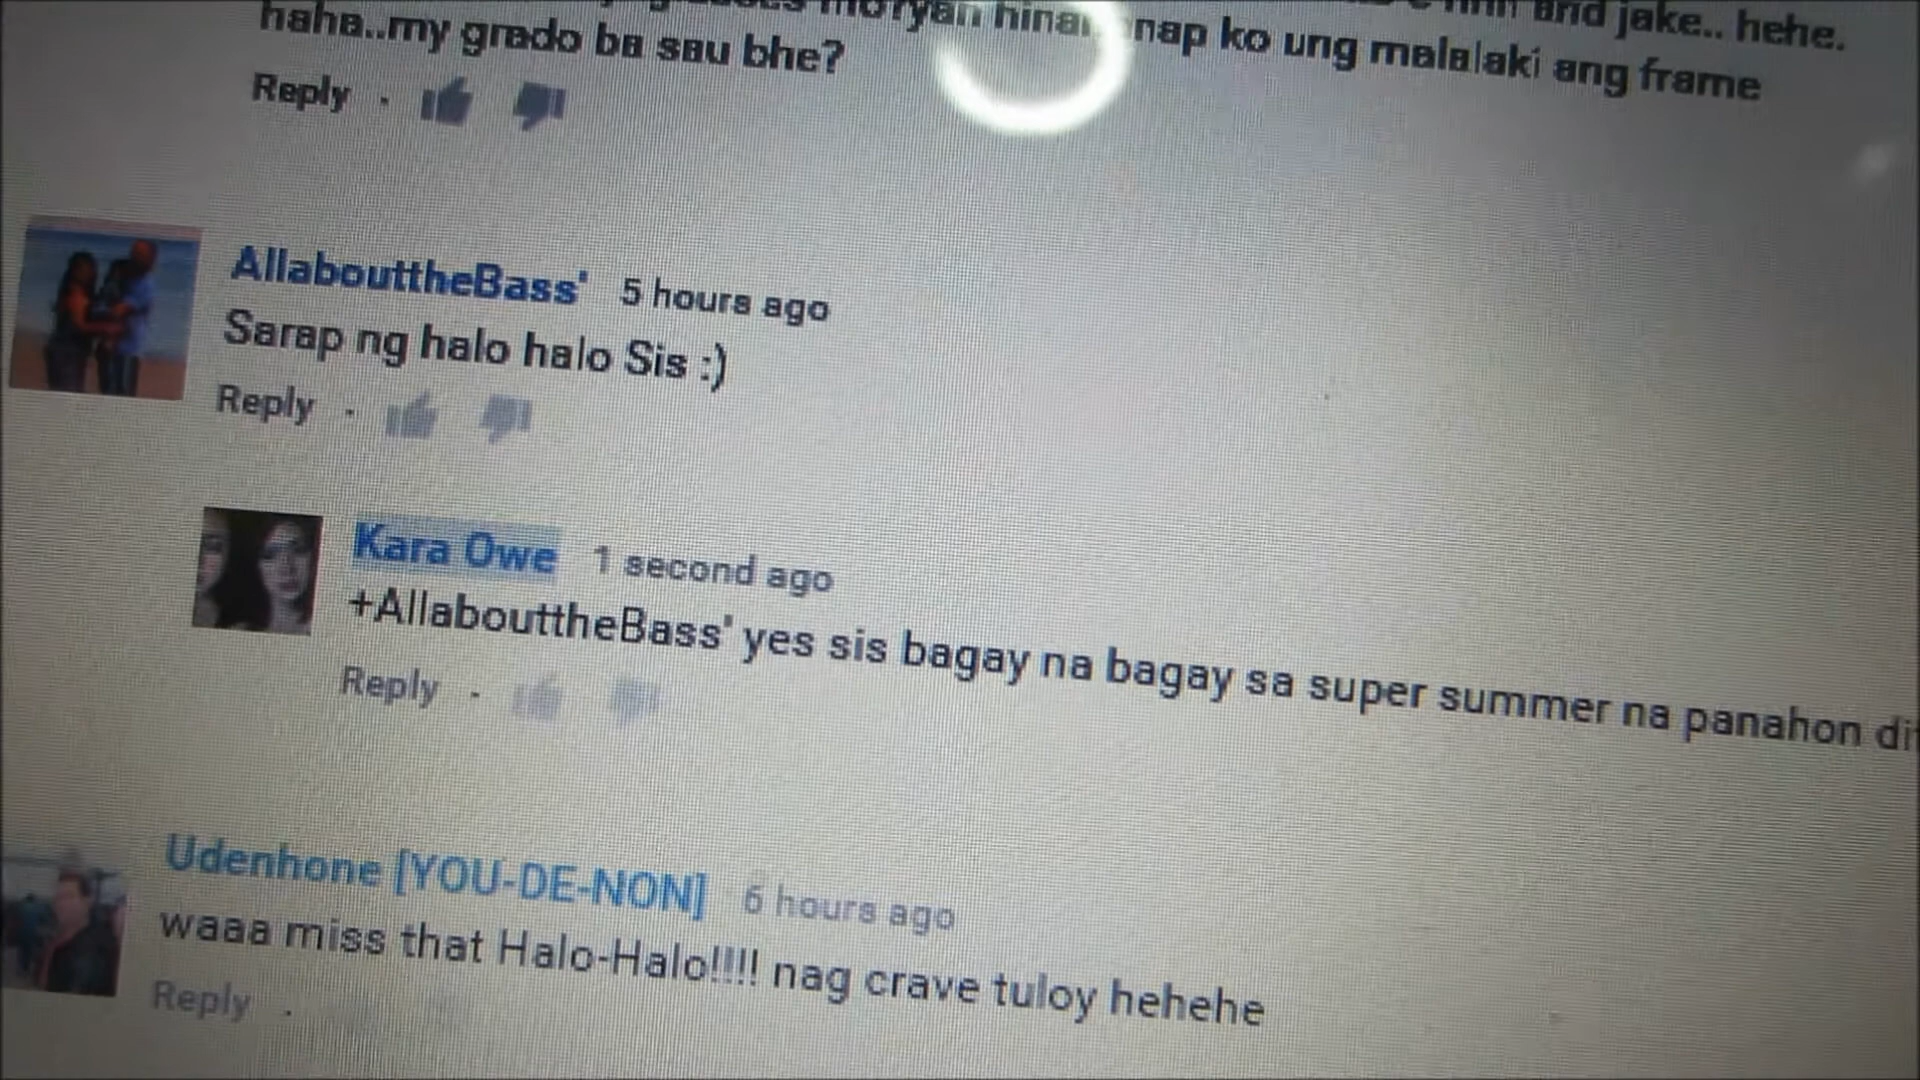 hinahanap ko ung malalaki ang frame and jake.. hehe.
haha..my grado ba sau bhe?
Reply
AllabouttheBass' 5 hours ago
Sarap ng halo halo Sis :)
Reply
Kara Owe 1 second ago
+AllabouttheBass' yes sis bagay na bagay sa super summer na panahon
Reply
Udenhone [YOU-DE-NON] 6 hours ago
waaa miss that Halo-Halo!!!! nag crave tuloy hehehe
Reply